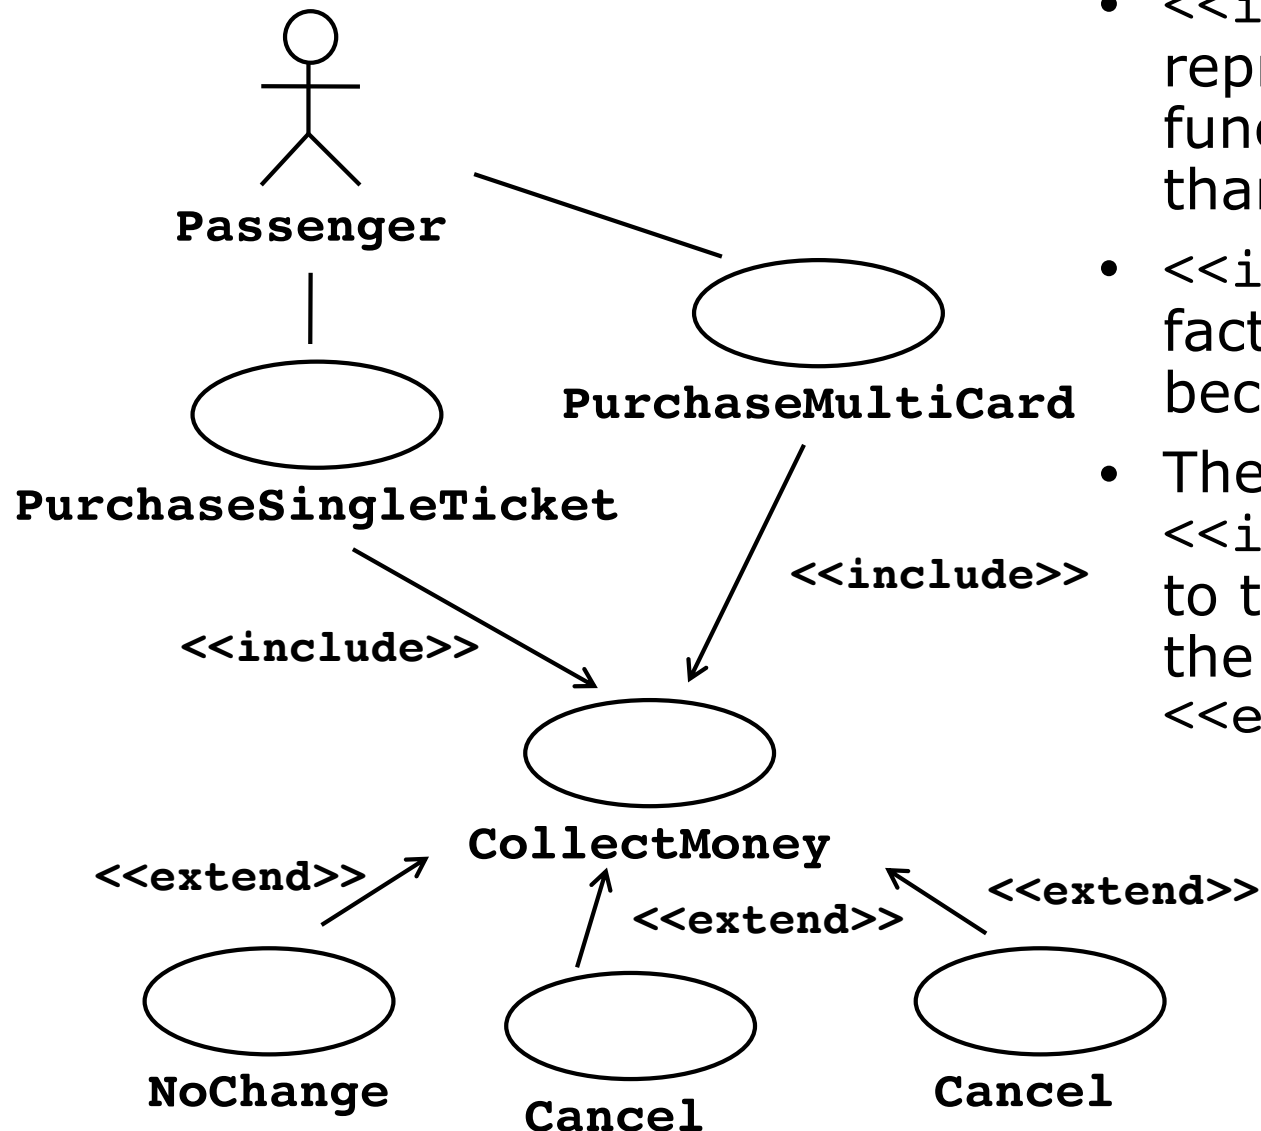 Passenger
PurchaseMultiCard
PurchaseSingleTicket
<<include>>
<<include>>
CollectMoney
<<extend>>
<<extend>>
<<extend>>
NoChange
Cancel
Cancel
• <<i
repr
func
than
• <<i
fact
bec
• The
<<i
to t
the
<<e